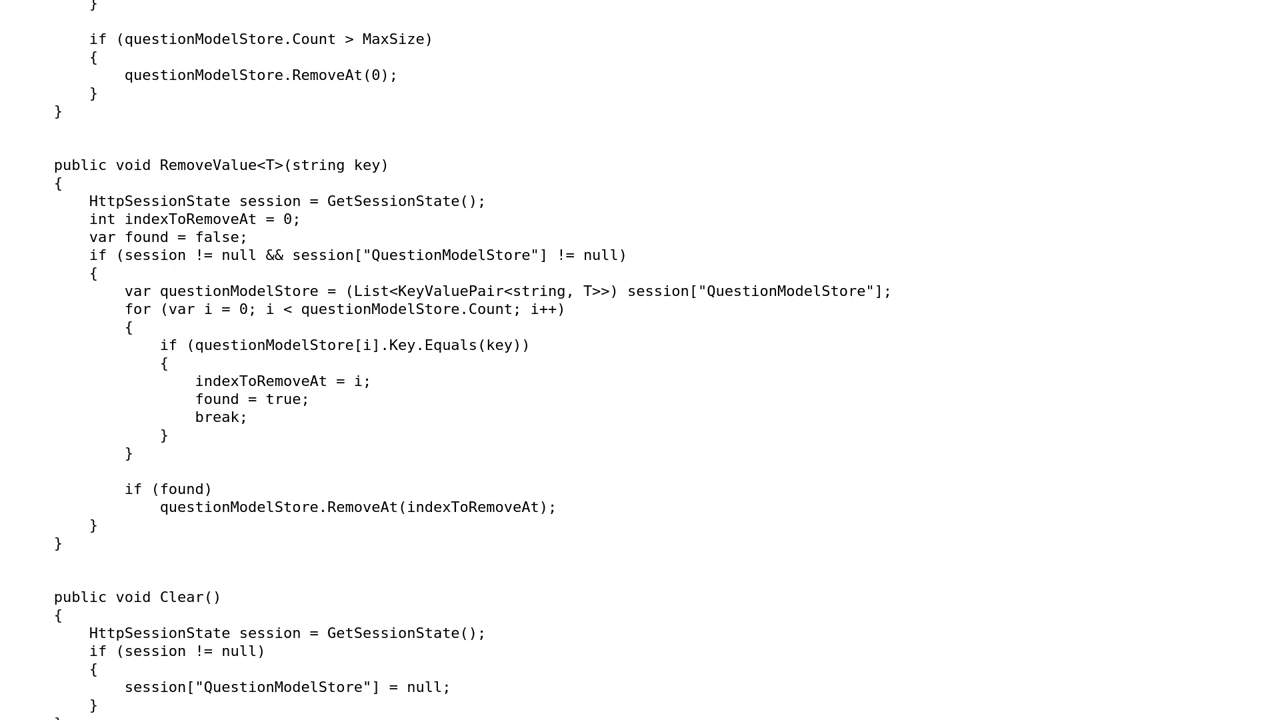 }

        if (questionModelStore.Count > MaxSize)
        {
            questionModelStore.RemoveAt(0);
        }
    }


    public void RemoveValue<T>(string key)
    {
        HttpSessionState session = GetSessionState();
        int indexToRemoveAt = 0;
        var found = false;
        if (session != null && session["QuestionModelStore"] != null)
        {
            var questionModelStore = (List<KeyValuePair<string, T>>) session["QuestionModelStore"];
            for (var i = 0; i < questionModelStore.Count; i++)
            {
                if (questionModelStore[i].Key.Equals(key))
                {
                    indexToRemoveAt = i;
                    found = true;
                    break;
                }
            }

            if (found)
                questionModelStore.RemoveAt(indexToRemoveAt);
        }
    }


    public void Clear()
    {
        HttpSessionState session = GetSessionState();
        if (session != null)
        {
            session["QuestionModelStore"] = null;
        }
    }